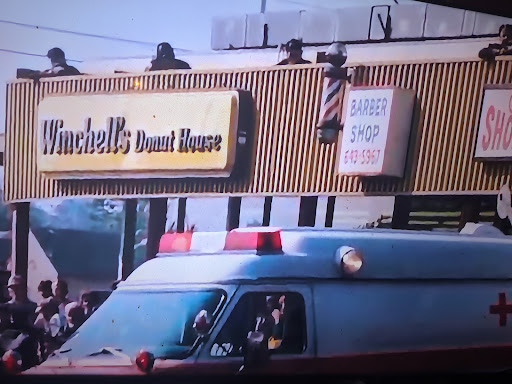 Winchell's Donut House
BARBER
SHOP
643-5967
SHO